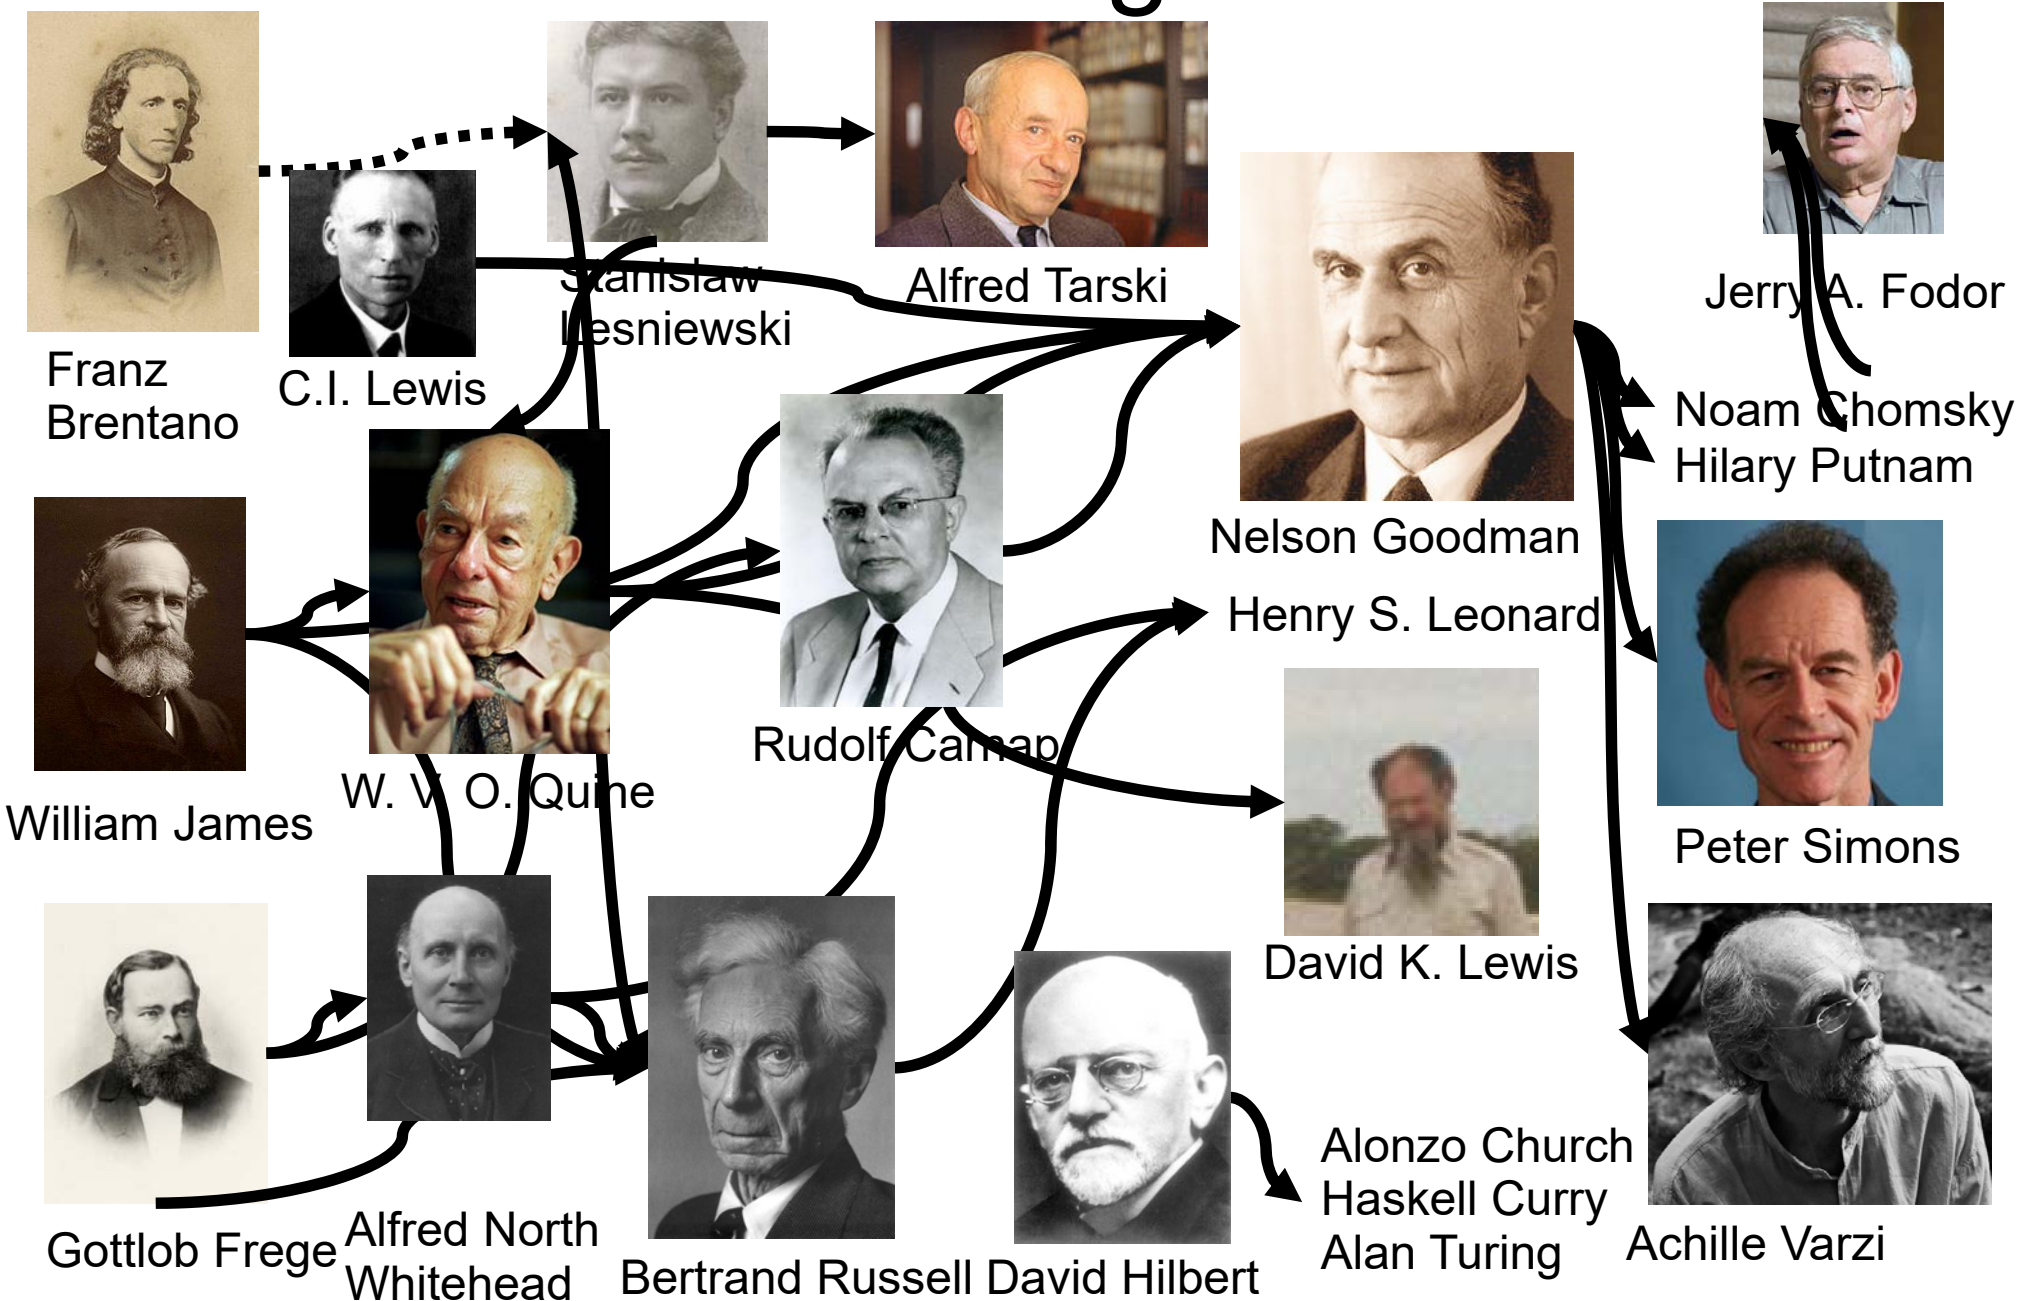 Stanislaw
Lesniewski
Alfred Tarski
Jerry A. Fodor
Franz
Brentano
C.I. Lewis
Noam Chomsky
Hilary Putnam
Nelson Goodman
Henry S. Leonard
William James
W. V. O. Quine
Rudolf Carnap
David K. Lewis
Peter Simons
Gottlob Frege
Alfred North
Whitehead
Bertrand Russell
David Hilbert
Alonzo Church
Haskell Curry
Alan Turing
Achille Varzi